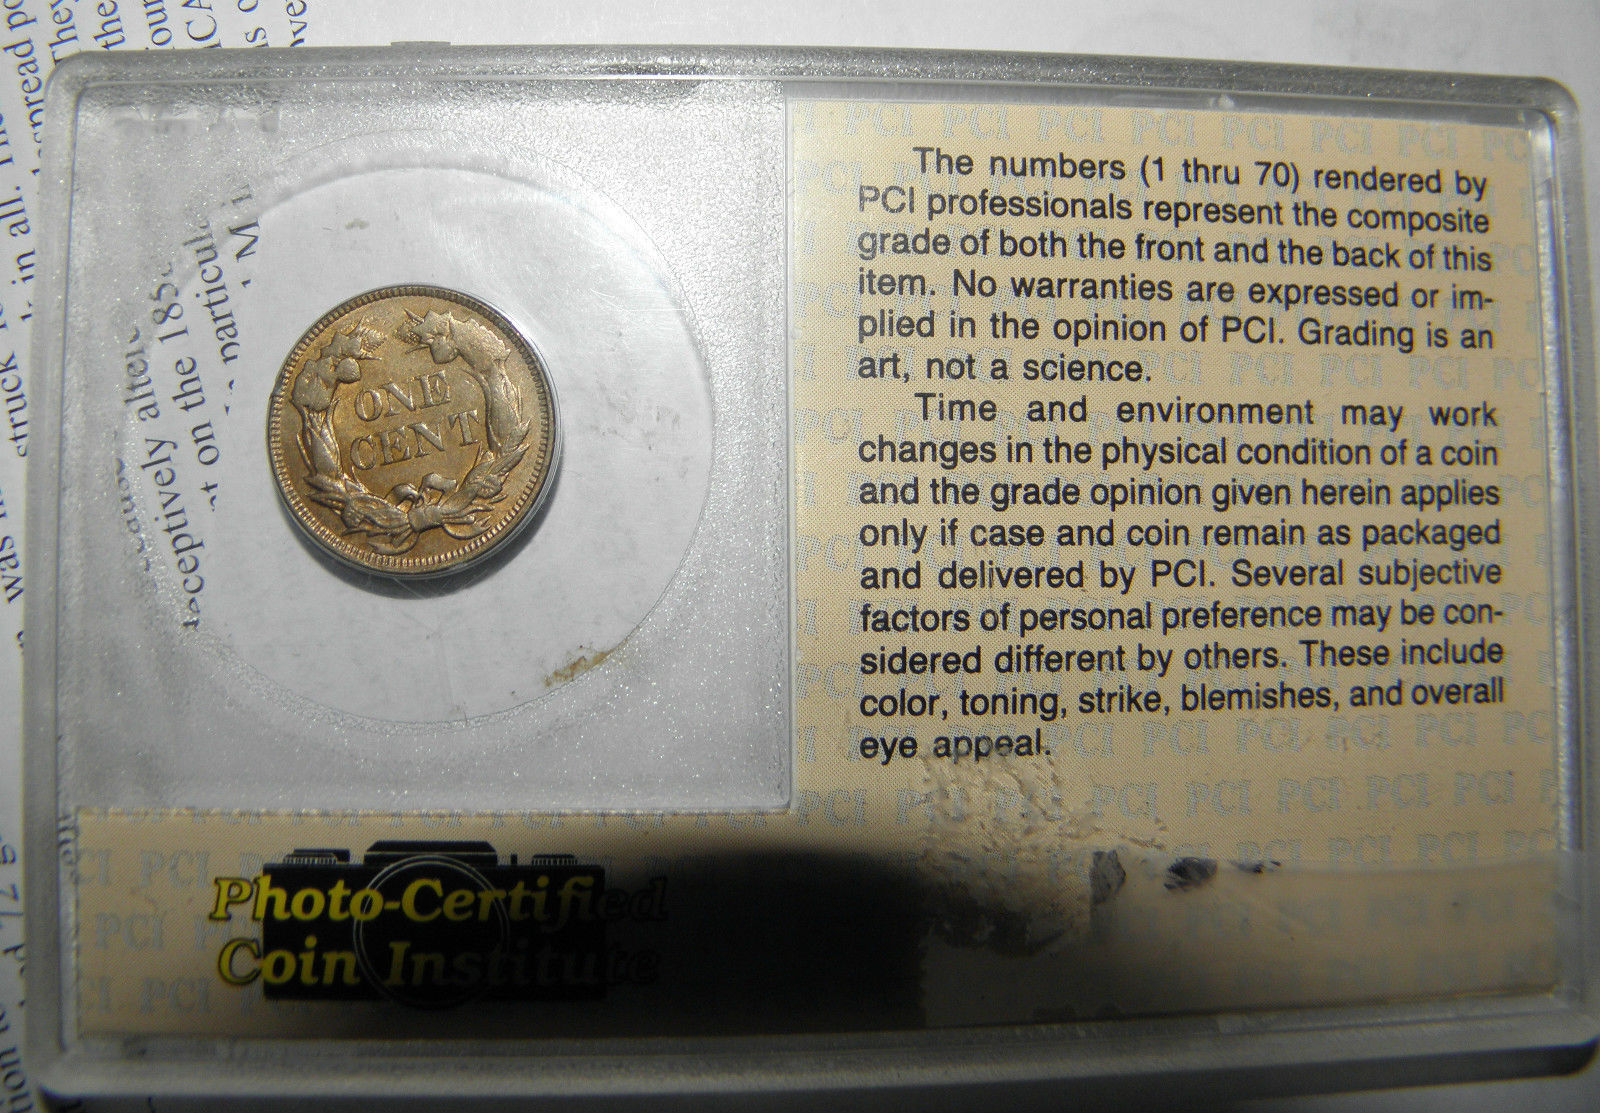 ONE
CENT
The numbers (1 thru 70) rendered by
PCI professionals represent the composite
grade of both the front and the back of this
item. No warranties are expressed or im-
plied in the opinion of PCI. Grading is an
art, not a science.
Time and environment may work
changes in the physical condition of a coin
and the grade opinion given herein applies
only if case and coin remain as packaged
and delivered by PCI. Several subjective
factors of personal preference may be con-
sidered different by others. These include
color, toning, strike, blemishes, and overall
eye appeal.
Photo-Certified
Coin Institute
in all.
struck
was
on the 185